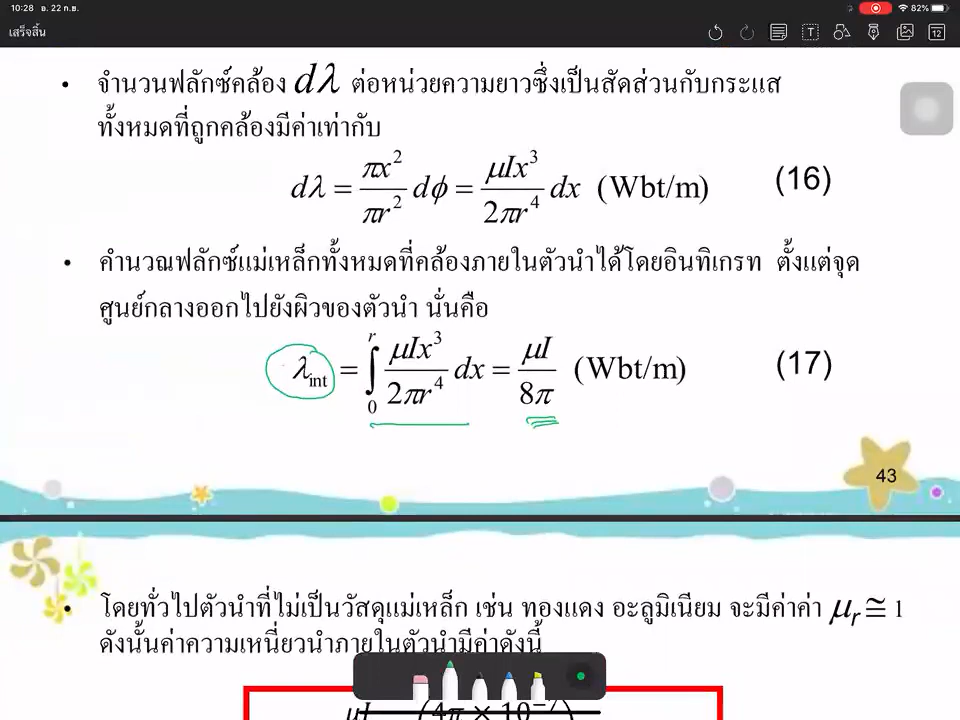 10:28 อ. 22 ก.ย. 82%
เสร็จสิ้น
12
• จำนวนฟลักซ์คล้อง dλ ต่อหน่วยความยาวซึ่งเป็นสัดส่วนกับกระแส
ทั้งหมดที่ถูกคล้องมีค่าเท่ากับ
dλ = πx²/πr² dϕ = μIx³/2πr⁴ dx (Wbt/m) (16)
• คำนวณฟลักซ์แม่เหล็กทั้งหมดที่คล้องภายในตัวนำได้โดยอินทิเกรท ตั้งแต่จุด
ศูนย์กลางออกไปยังผิวของตัวนำ นั่นคือ
λint = ∫₀ʳ μIx³/2πr⁴ dx = μI/8π (Wbt/m) (17)
43
• โดยทั่วไปตัวนำที่ไม่เป็นวัสดุแม่เหล็ก เช่น ทองแดง อะลูมิเนียม จะมีค่าค่า μr ≅ 1
ดังนั้นค่าความเหนี่ยวนำภายในตัวนำมีค่าดังนี้
μI (4π × 10⁻⁷)